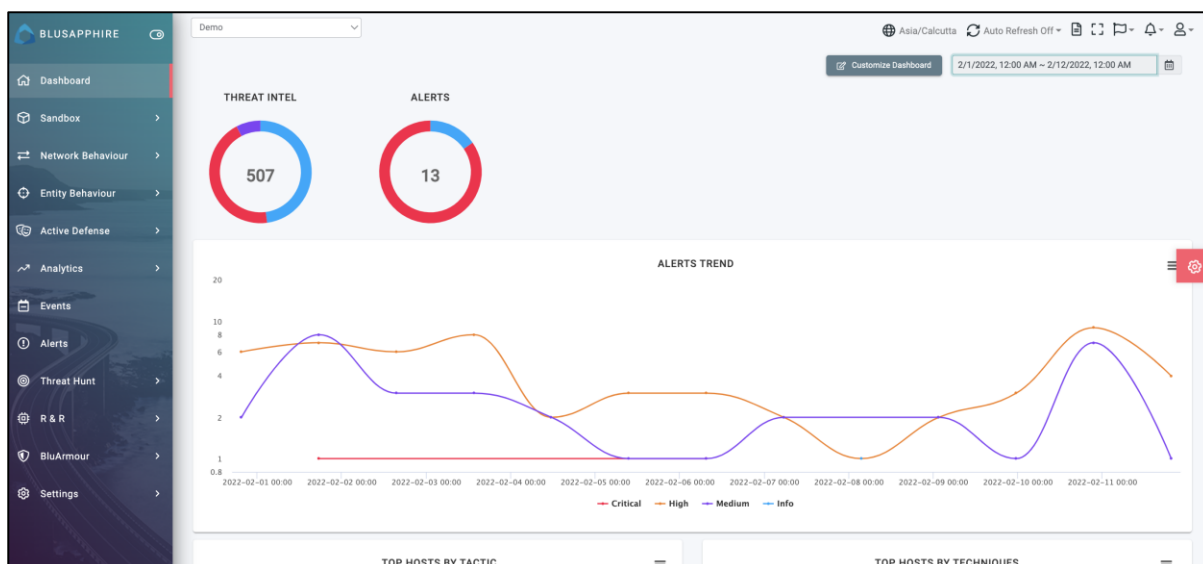 BLUSAPPHIRE
Demo
Asia/Calcutta
Auto Refresh Off
Customize Dashboard
2/1/2022, 12:00 AM ~ 2/12/2022, 12:00 AM
Dashboard
Sandbox
Network Behaviour
Entity Behaviour
Active Defense
Analytics
Events
Alerts
Threat Hunt
R & R
BluArmour
Settings
THREAT INTEL
507
ALERTS
13
ALERTS TREND
20
10
8
6
4
2
1
0.8
2022-02-01 00:00
2022-02-02 00:00
2022-02-03 00:00
2022-02-04 00:00
2022-02-05 00:00
2022-02-06 00:00
2022-02-07 00:00
2022-02-08 00:00
2022-02-09 00:00
2022-02-10 00:00
2022-02-11 00:00
Critical
High
Medium
Info
TOP HOSTS BY TACTIC
TOP HOSTS BY TECHNIQUES